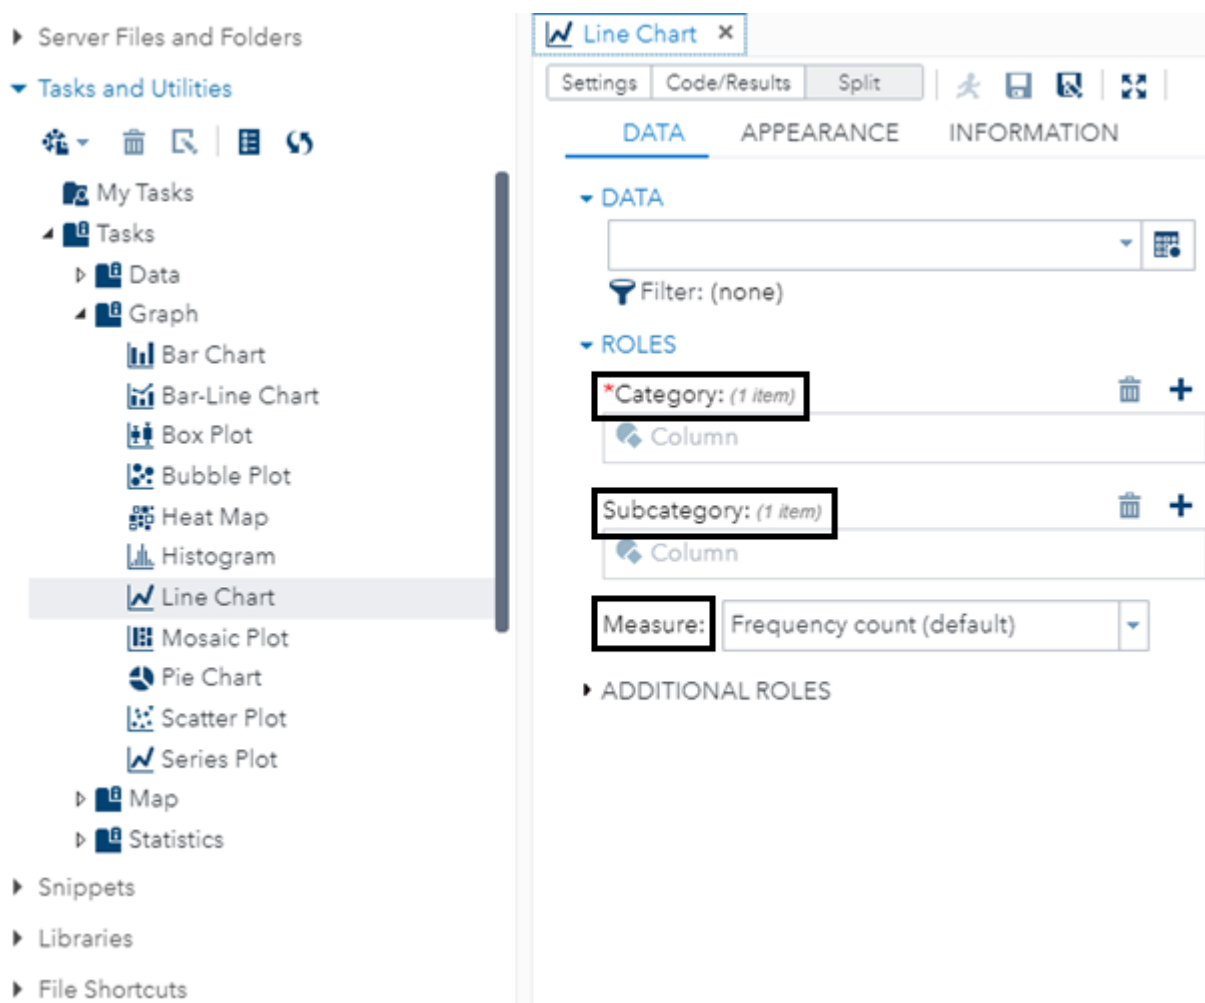 Server Files and Folders
Tasks and Utilities
My Tasks
Tasks
Data
Graph
Bar Chart
Bar-Line Chart
Box Plot
Bubble Plot
Heat Map
Histogram
Line Chart
Mosaic Plot
Pie Chart
Scatter Plot
Series Plot
Map
Statistics
Snippets
Libraries
File Shortcuts
Line Chart ×
Settings Code/Results Split
DATA APPEARANCE INFORMATION
DATA
Filter: (none)
ROLES
*Category: (1 item)
Column
Subcategory: (1 item)
Column
Measure: Frequency count (default)
ADDITIONAL ROLES